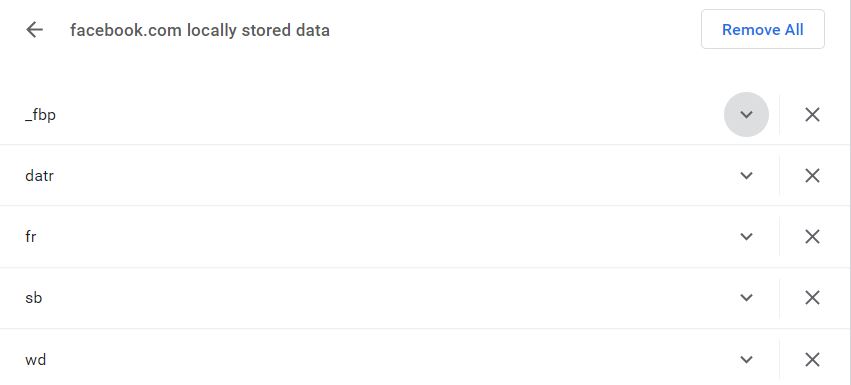 facebook.com locally stored data
Remove All
_fbp
datr
fr
sb
wd